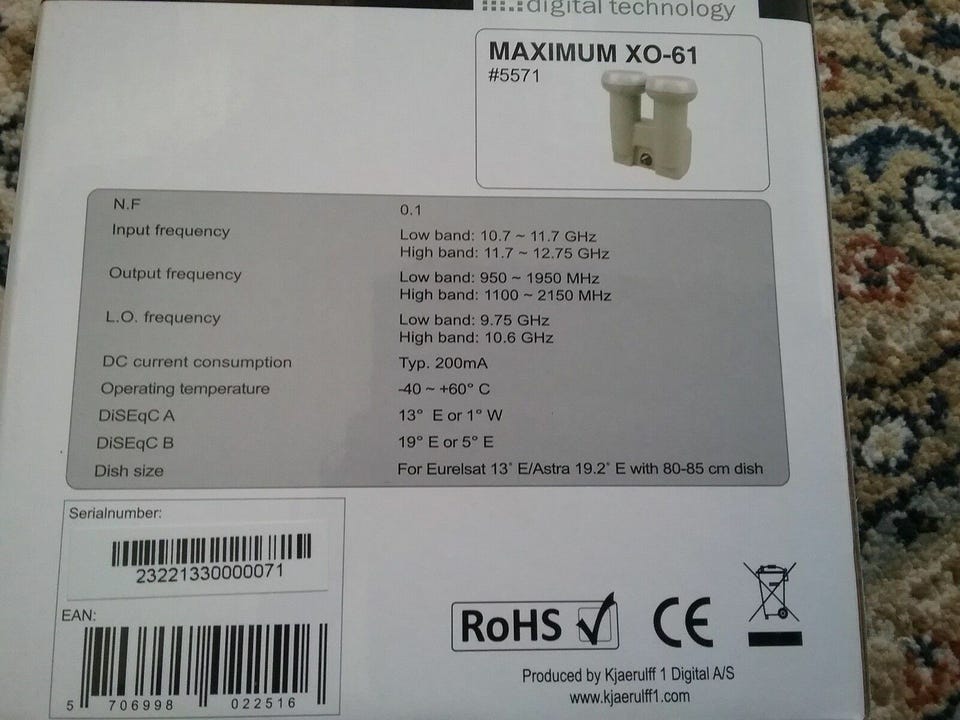 digital technology
MAXIMUM XO-61
#5571
N.F 0.1
Input frequency Low band: 10.7 ~ 11.7 GHz
High band: 11.7 ~ 12.75 GHz
Output frequency Low band: 950 ~ 1950 MHz
High band: 1100 ~ 2150 MHz
L.O. frequency Low band: 9.75 GHz
High band: 10.6 GHz
DC current consumption Typ. 200mA
Operating temperature -40 ~ +60° C
DiSEqC A 13° E or 1° W
DiSEqC B 19° E or 5° E
Dish size For Eurelsat 13° E/Astra 19.2° E with 80-85 cm dish
Serialnumber:
23221330000071
EAN:
5 706998 022516
RoHS
CE
Produced by Kjaerulff 1 Digital A/S
www.kjaerulff1.com